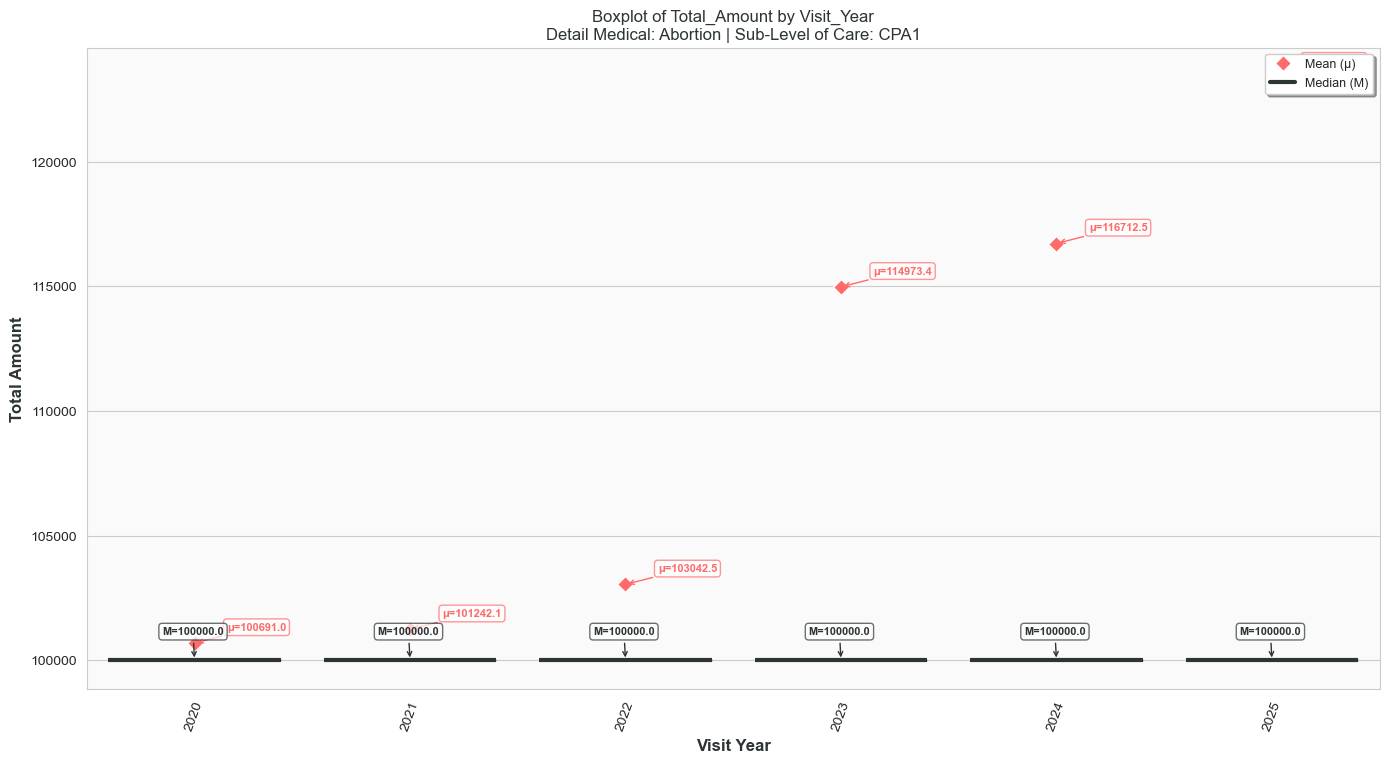 Boxplot of Total_Amount by Visit_Year
Detail Medical: Abortion | Sub-Level of Care: CPA1
Mean (μ)
Median (M)
120000
μ=116712.5
115000
μ=114973.4
110000
105000
μ=103042.5
μ=101242.1
μ=100691.0
M=100000.0
M=100000.0
M=100000.0
M=100000.0
M=100000.0
M=100000.0
100000
Total Amount
2020
2021
2022
2023
2024
2025
Visit Year